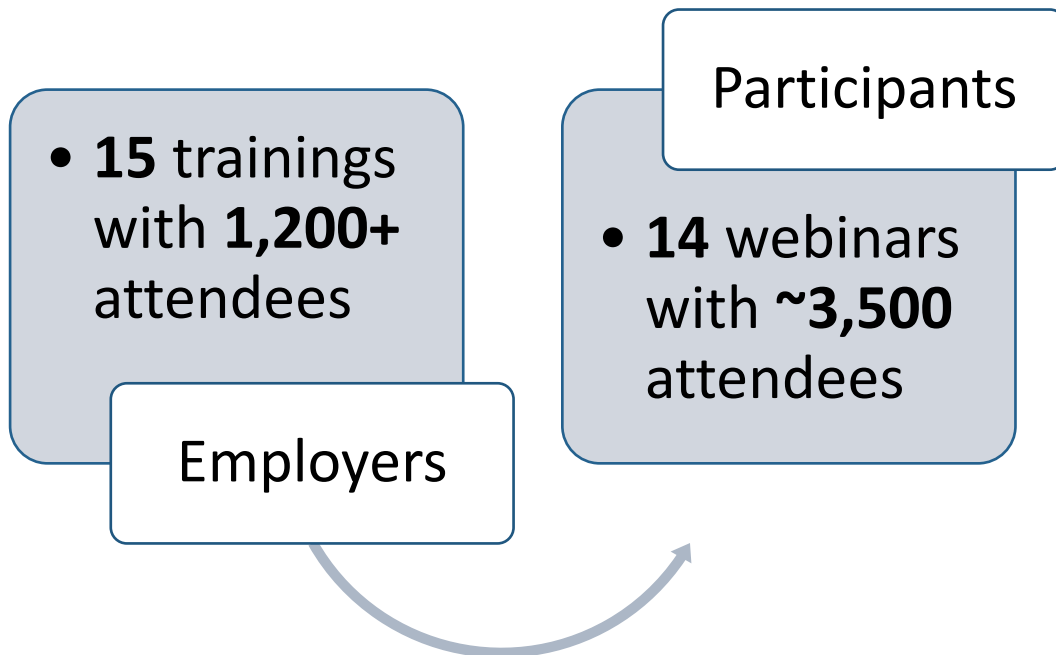 • 15 trainings
with 1,200+
attendees
Employers
Participants
• 14 webinars
with ~3,500
attendees